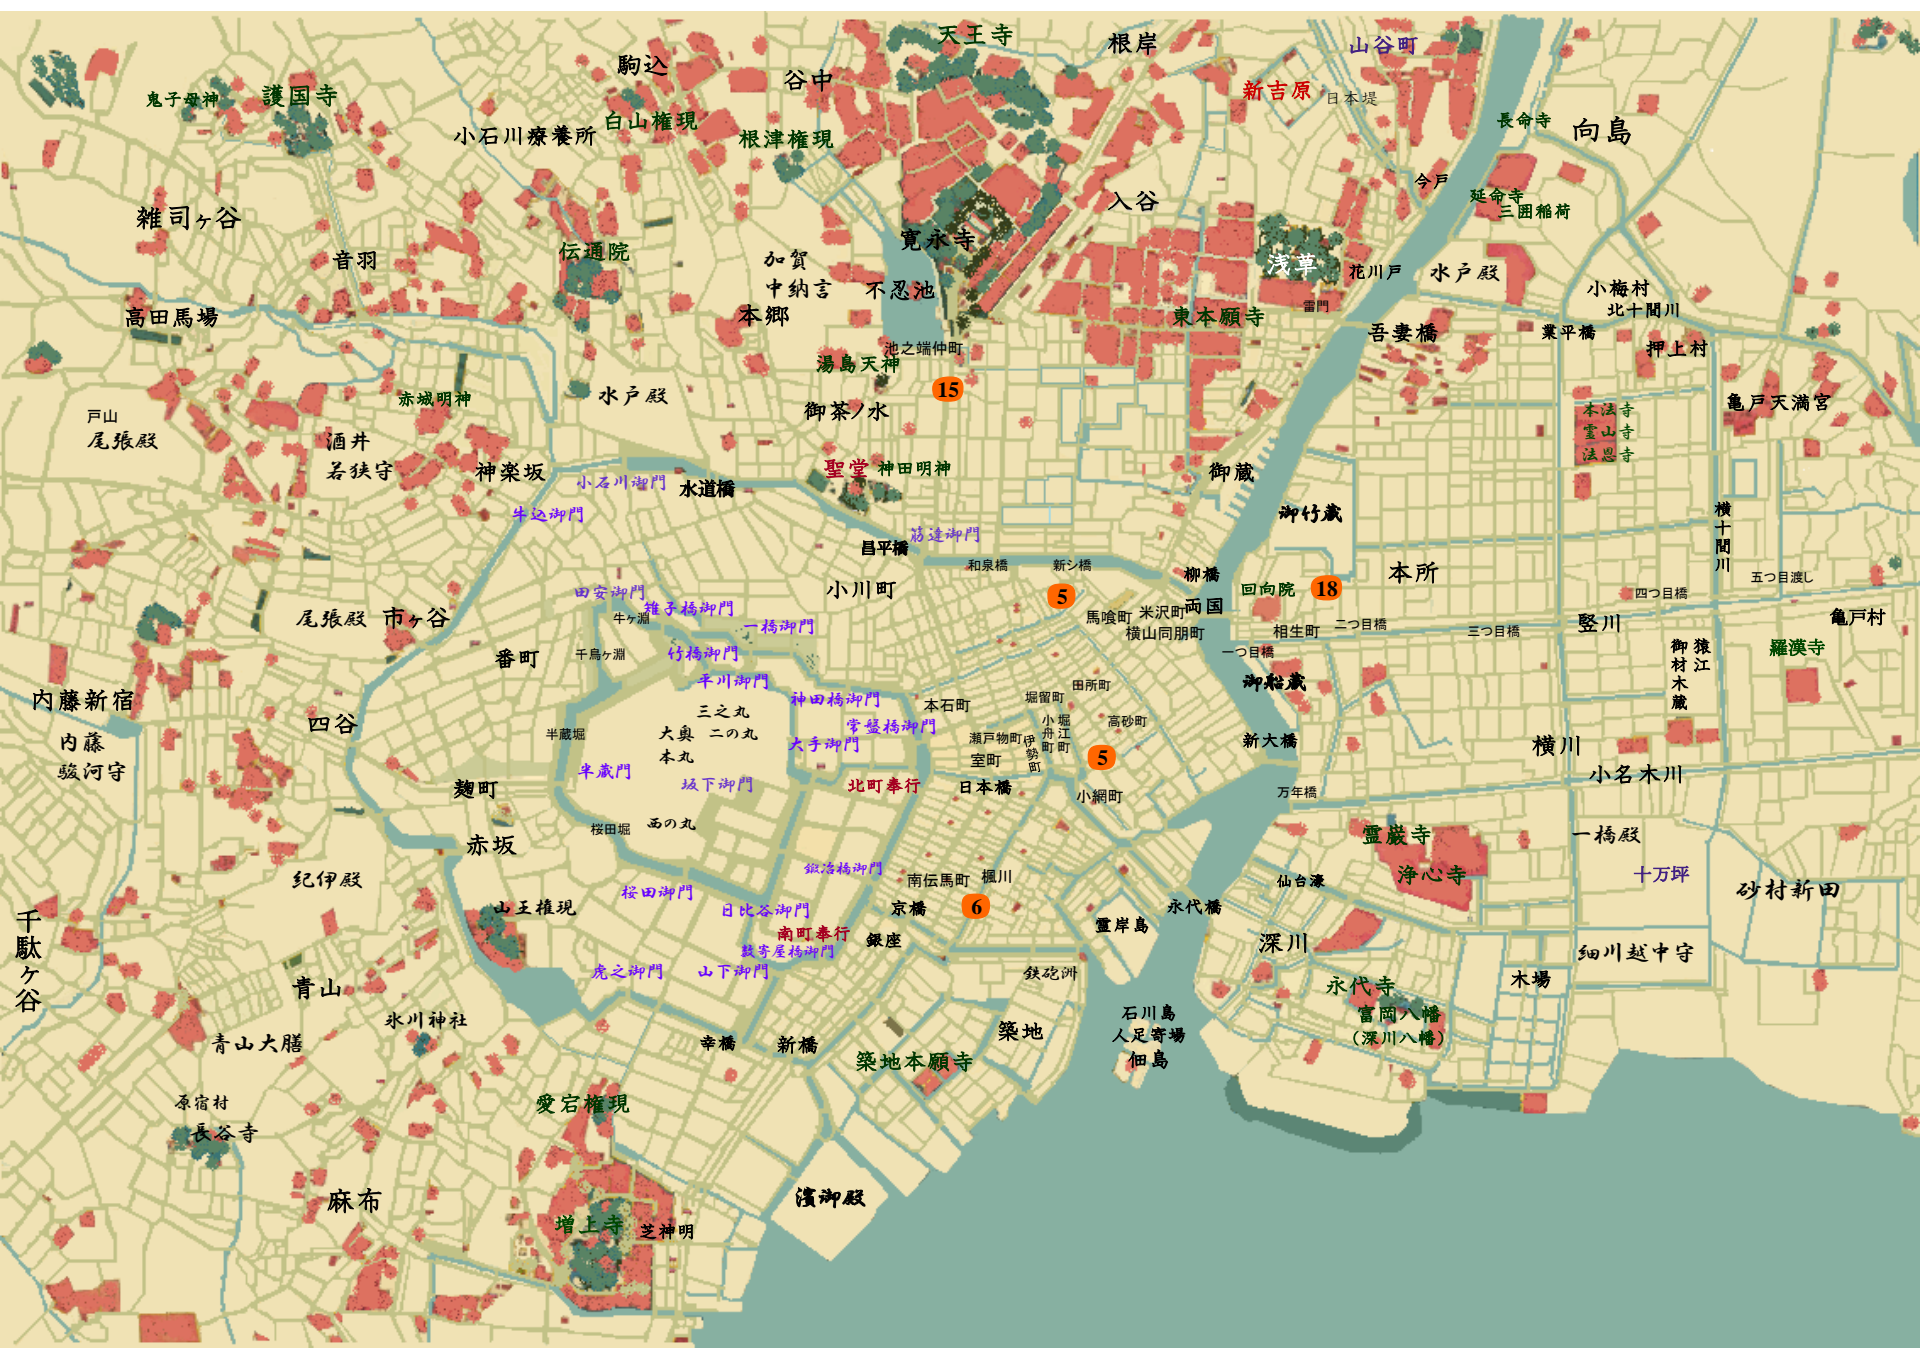 天王寺
根岸
山谷町
駒込
谷中
新吉原
日本堤
鬼子母神
護国寺
白山権現
小石川療養所
根津権現
長命寺
向島
今戸
延命寺
三囲稲荷
入谷
雑司ヶ谷
音羽
伝通院
寛永寺
加賀
中納言
不忍池
本郷
浅草
花川戸
水戸殿
小梅村
北十間川
高田馬場
東本願寺
雷門
吾妻橋
業平橋
押上村
池之端仲町
湯島天神
15
赤城明神
水戸殿
御茶ノ水
戸山
尾張殿
酒井
若狭守
神楽坂
本法寺
霊山寺
法恩寺
亀戸天満宮
聖堂
神田明神
御蔵
小石川御門
水道橋
牛込御門
御竹蔵
横十間川
昌平橋
筋違御門
和泉橋
新シ橋
柳橋
本所
回向院
18
五つ目渡し
四つ目橋
小川町
5
田安御門
雉子橋御門
牛ヶ淵
一橋御門
馬喰町
米沢町
両国
横山同朋町
相生町
二つ目橋
三つ目橋
竪川
亀戸村
尾張殿
市ヶ谷
番町
千鳥ヶ淵
竹橋御門
平川御門
一つ目橋
御船蔵
猿江
御材木蔵
羅漢寺
内藤新宿
四谷
神田橋御門
本石町
堀留町
田所町
三之丸
大奥
二の丸
本丸
常盤橋御門
大手御門
瀬戸物町
伊勢町
小舟町
堀江町
高砂町
内藤
駿河守
半蔵堀
半蔵門
坂下御門
室町
5
新大橋
横川
小名木川
麹町
北町奉行
日本橋
小網町
万年橋
桜田堀
西の丸
赤坂
霊巌寺
浄心寺
一橋殿
十万坪
砂村新田
紀伊殿
鍛冶橋御門
南伝馬町
楓川
仙台濠
桜田御門
日比谷御門
京橋
6
山王権現
霊岸島
永代橋
千駄ヶ谷
南町奉行
数寄屋橋御門
銀座
深川
細川越中守
虎之御門
山下御門
鉄砲洲
木場
青山
永代寺
富岡八幡
(深川八幡)
氷川神社
石川島
人足寄場
佃島
青山大膳
幸橋
新橋
築地
築地本願寺
原宿村
長谷寺
愛宕権現
麻布
濱御殿
増上寺
芝神明